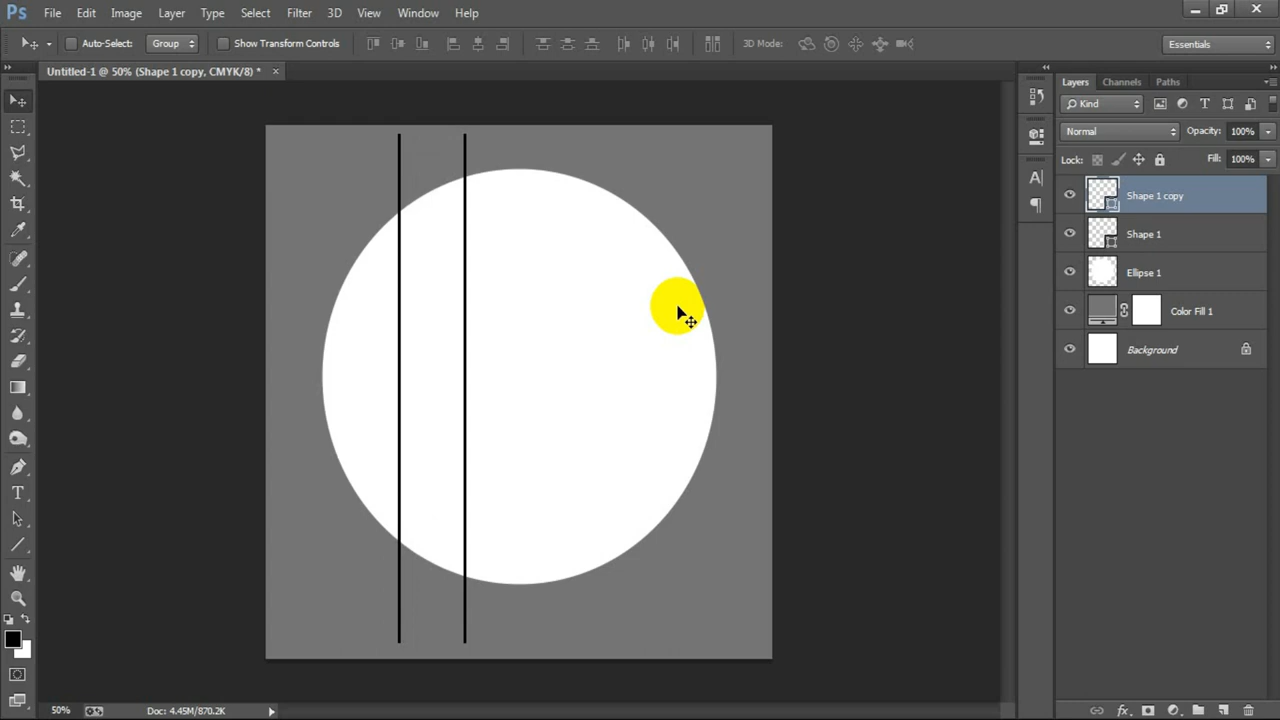 Ps File Edit Image Layer Type Select Filter 3D View Window Help
Auto-Select: Group Show Transform Controls 3D Mode: Essentials
Untitled-1 @ 50% (Shape 1 copy, CMYK/8) * ×
Layers Channels Paths
Kind
Normal Opacity: 100%
Lock: Fill: 100%
Shape 1 copy
Shape 1
Ellipse 1
Color Fill 1
Background
50% Doc: 4.45M/870.2K